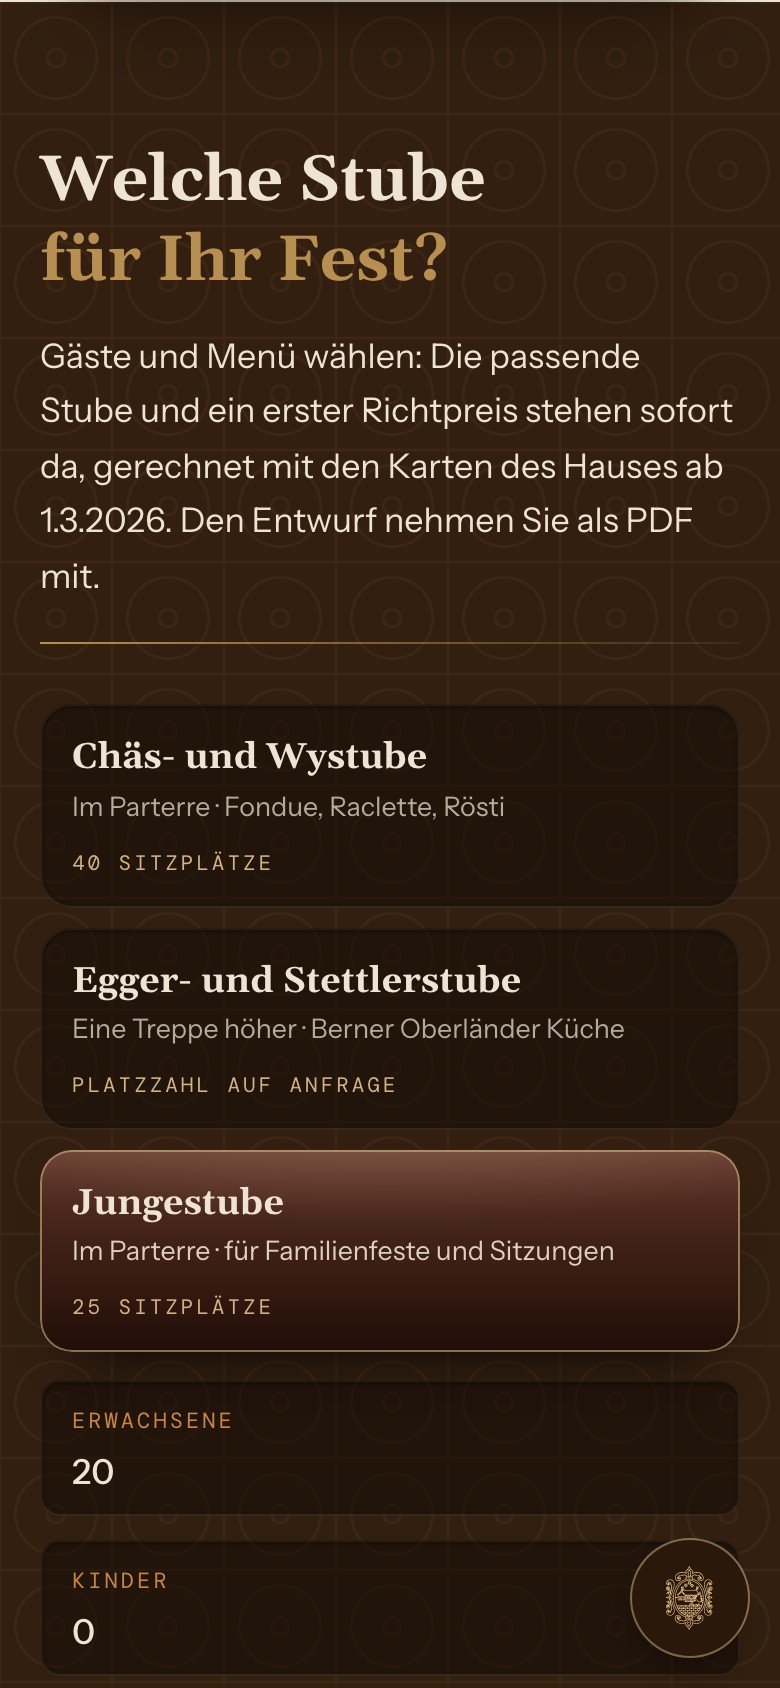 Welche Stube
für Ihr Fest?
Gäste und Menü wählen: Die passende
Stube und ein erster Richtpreis stehen sofort
da, gerechnet mit den Karten des Hauses ab
1.3.2026. Den Entwurf nehmen Sie als PDF
mit.
Chäs- und Wystube
Im Parterre · Fondue, Raclette, Rösti
40 SITZPLÄTZE
Egger- und Stettlerstube
Eine Treppe höher · Berner Oberländer Küche
PLATZZAHL AUF ANFRAGE
Jungestube
Im Parterre · für Familienfeste und Sitzungen
25 SITZPLÄTZE
ERWACHSENE
20
KINDER
0